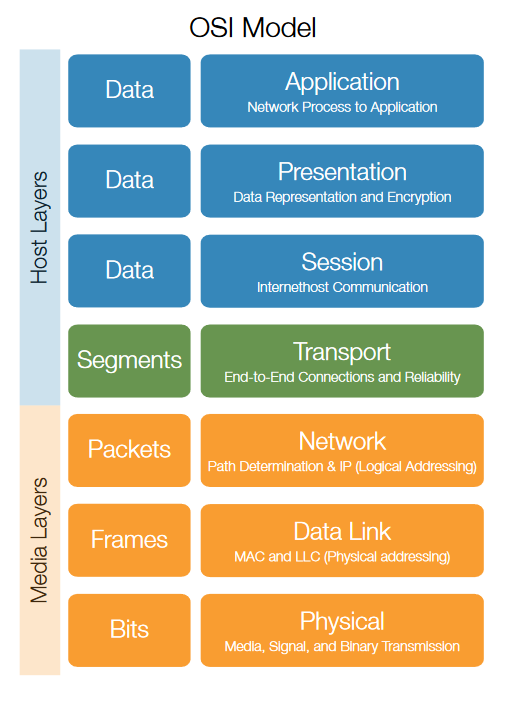 OSI Model
Host Layers
Data
Application
Network Process to Application
Data
Presentation
Data Representation and Encryption
Data
Session
Internethost Communication
Segments
Transport
End-to-End Connections and Reliability
Media Layers
Packets
Network
Path Determination & IP (Logical Addressing)
Frames
Data Link
MAC and LLC (Physical addressing)
Bits
Physical
Media, Signal, and Binary Transmission